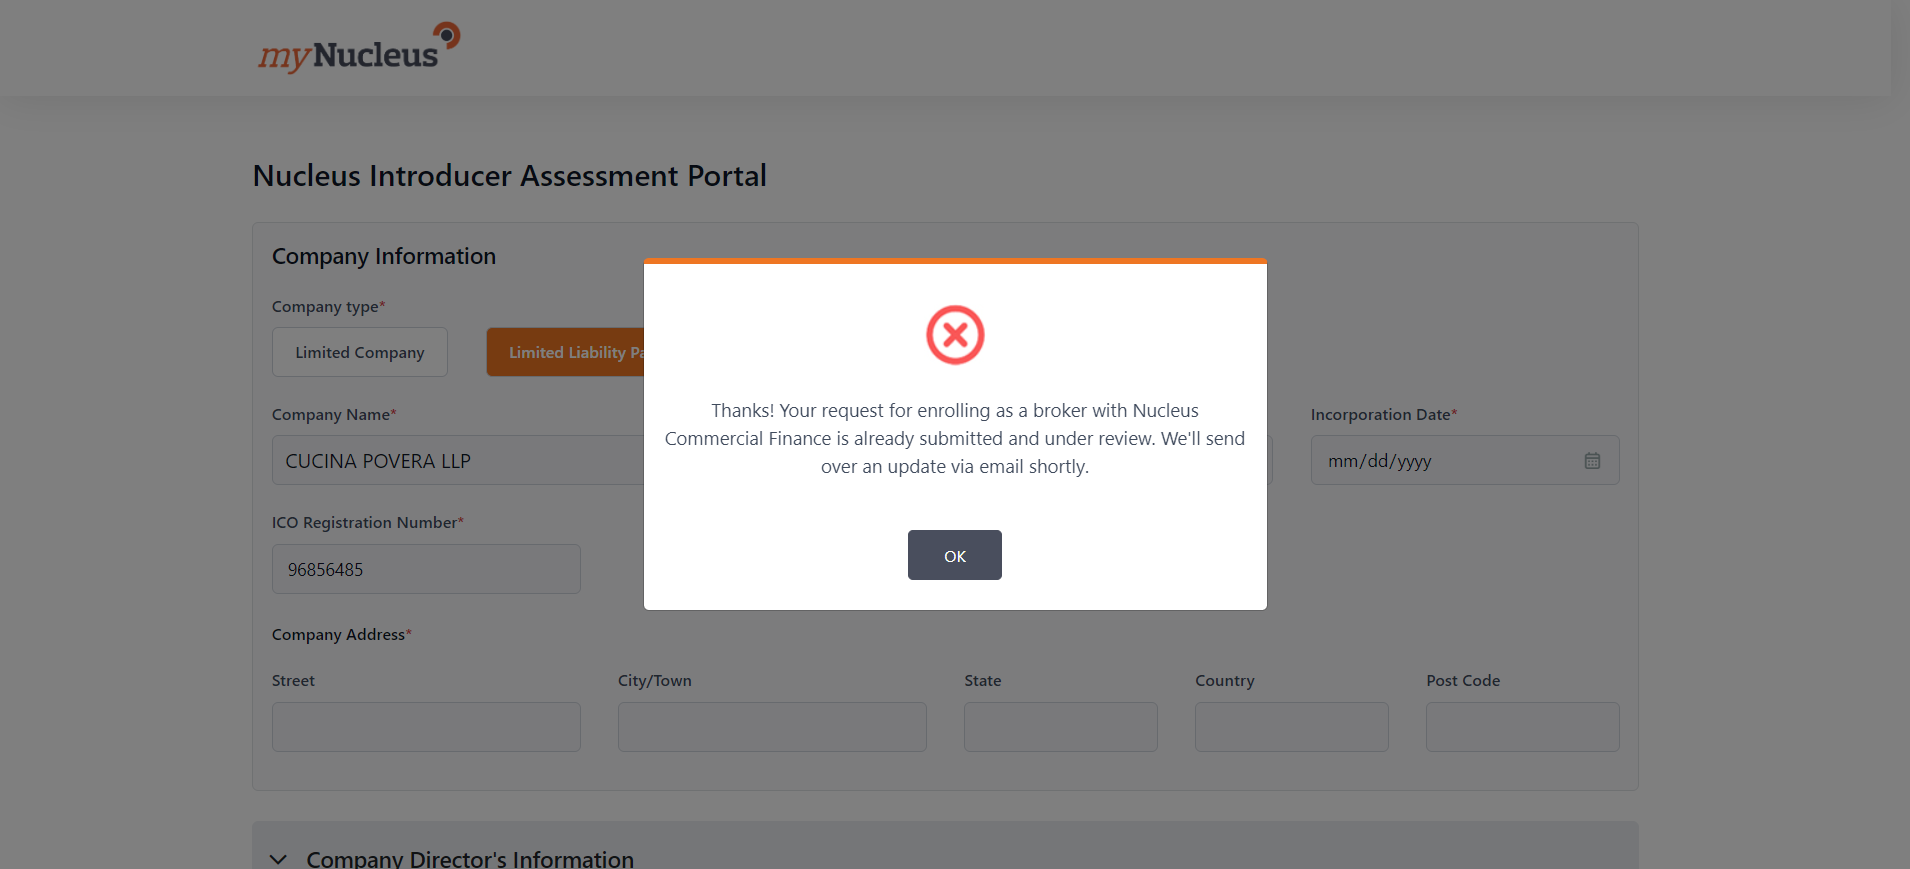 myNucleus
Nucleus Introducer Assessment Portal
Company Information
Company type*
Limited Company
Limited Liability
Company Name*
CUCINA POVERA LLP
Incorporation Date*
mm/dd/yyyy
ICO Registration Number*
96856485
Thanks! Your request for enrolling as a broker with Nucleus
Commercial Finance is already submitted and under review. We'll send
over an update via email shortly.
OK
Company Address*
Street
City/Town
State
Country
Post Code
Company Director's Information